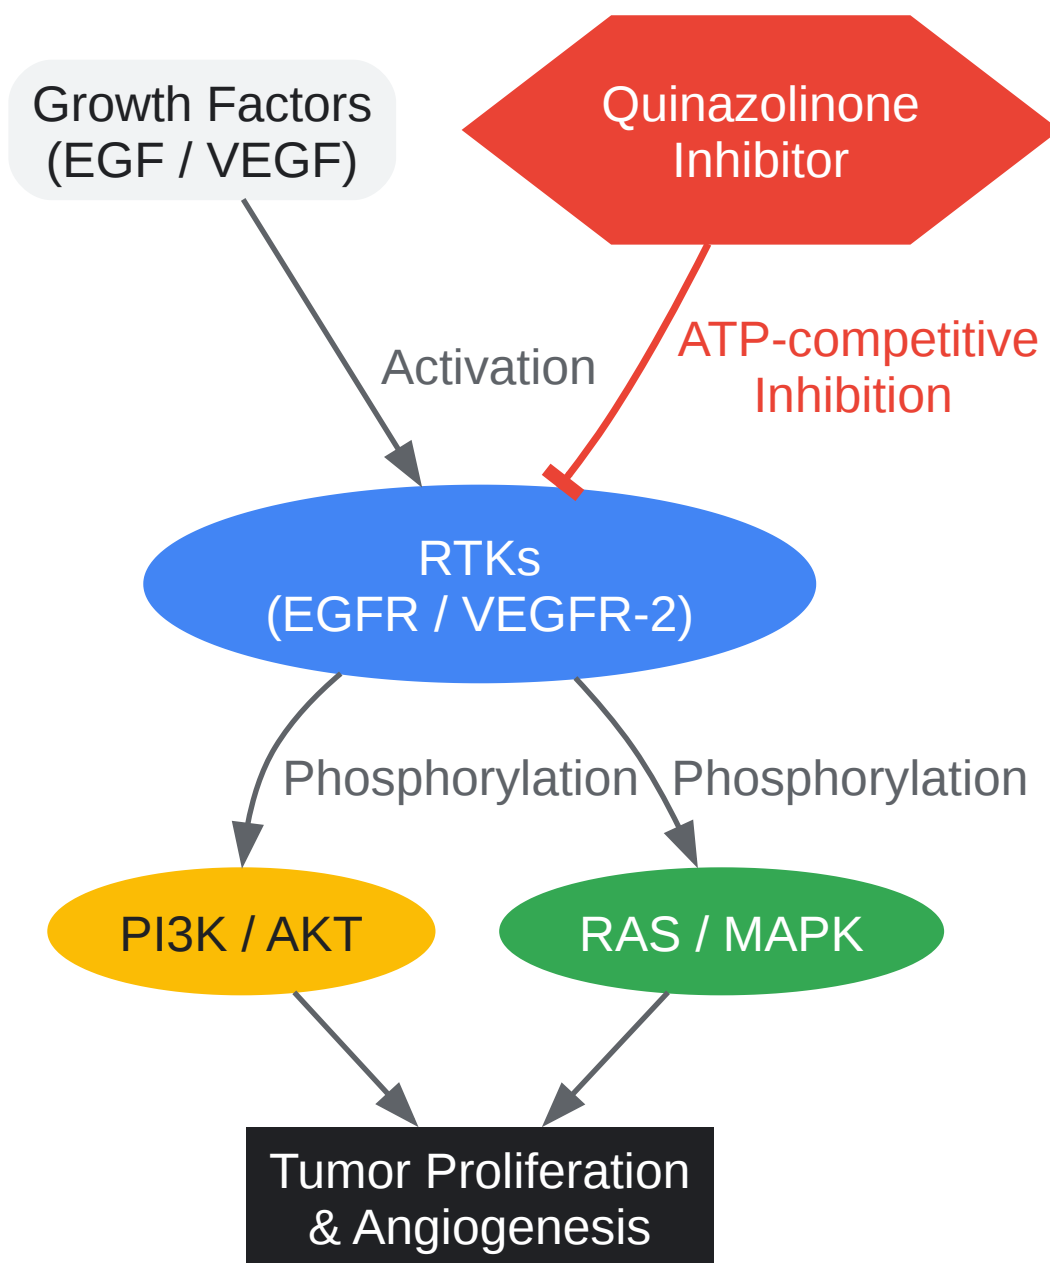 Growth Factors
(EGF / VEGF)
Quinazolinone
Inhibitor
Activation
ATP-competitive
Inhibition
RTKs
(EGFR / VEGFR-2)
Phosphorylation
Phosphorylation
PI3K / AKT
RAS / MAPK
Tumor Proliferation
& Angiogenesis